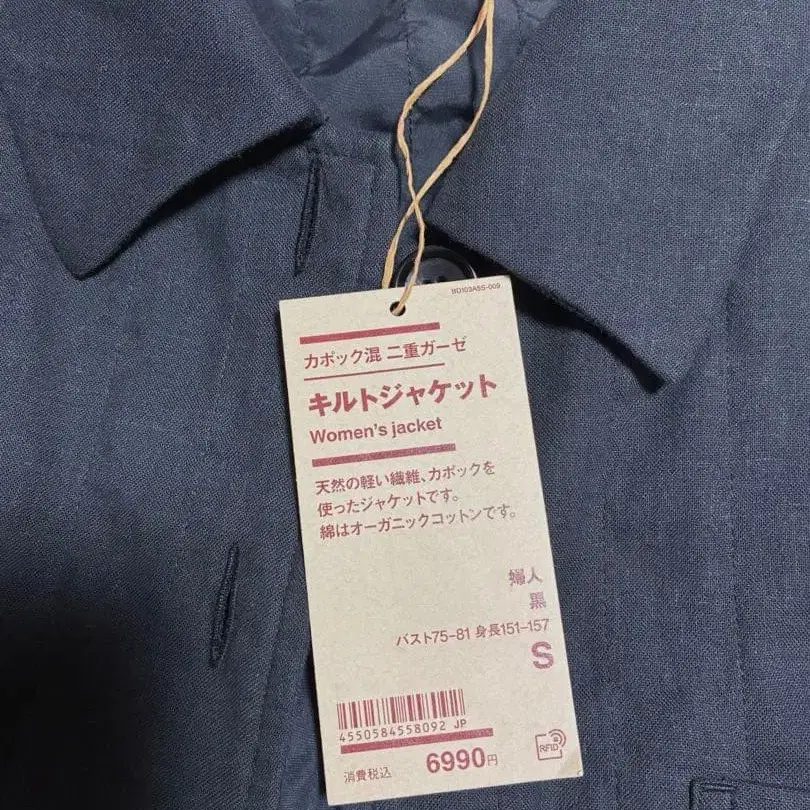 BD103A5S-009
カポック混 二重ガーゼ
キルトジャケット
Women's jacket
天然の軽い繊維、カポックを
使ったジャケットです。
綿はオーガニックコットンです。
婦人
黒
バスト75-81 身長151-157
S
4550584558092 JP
消費税込 6990円
RFID